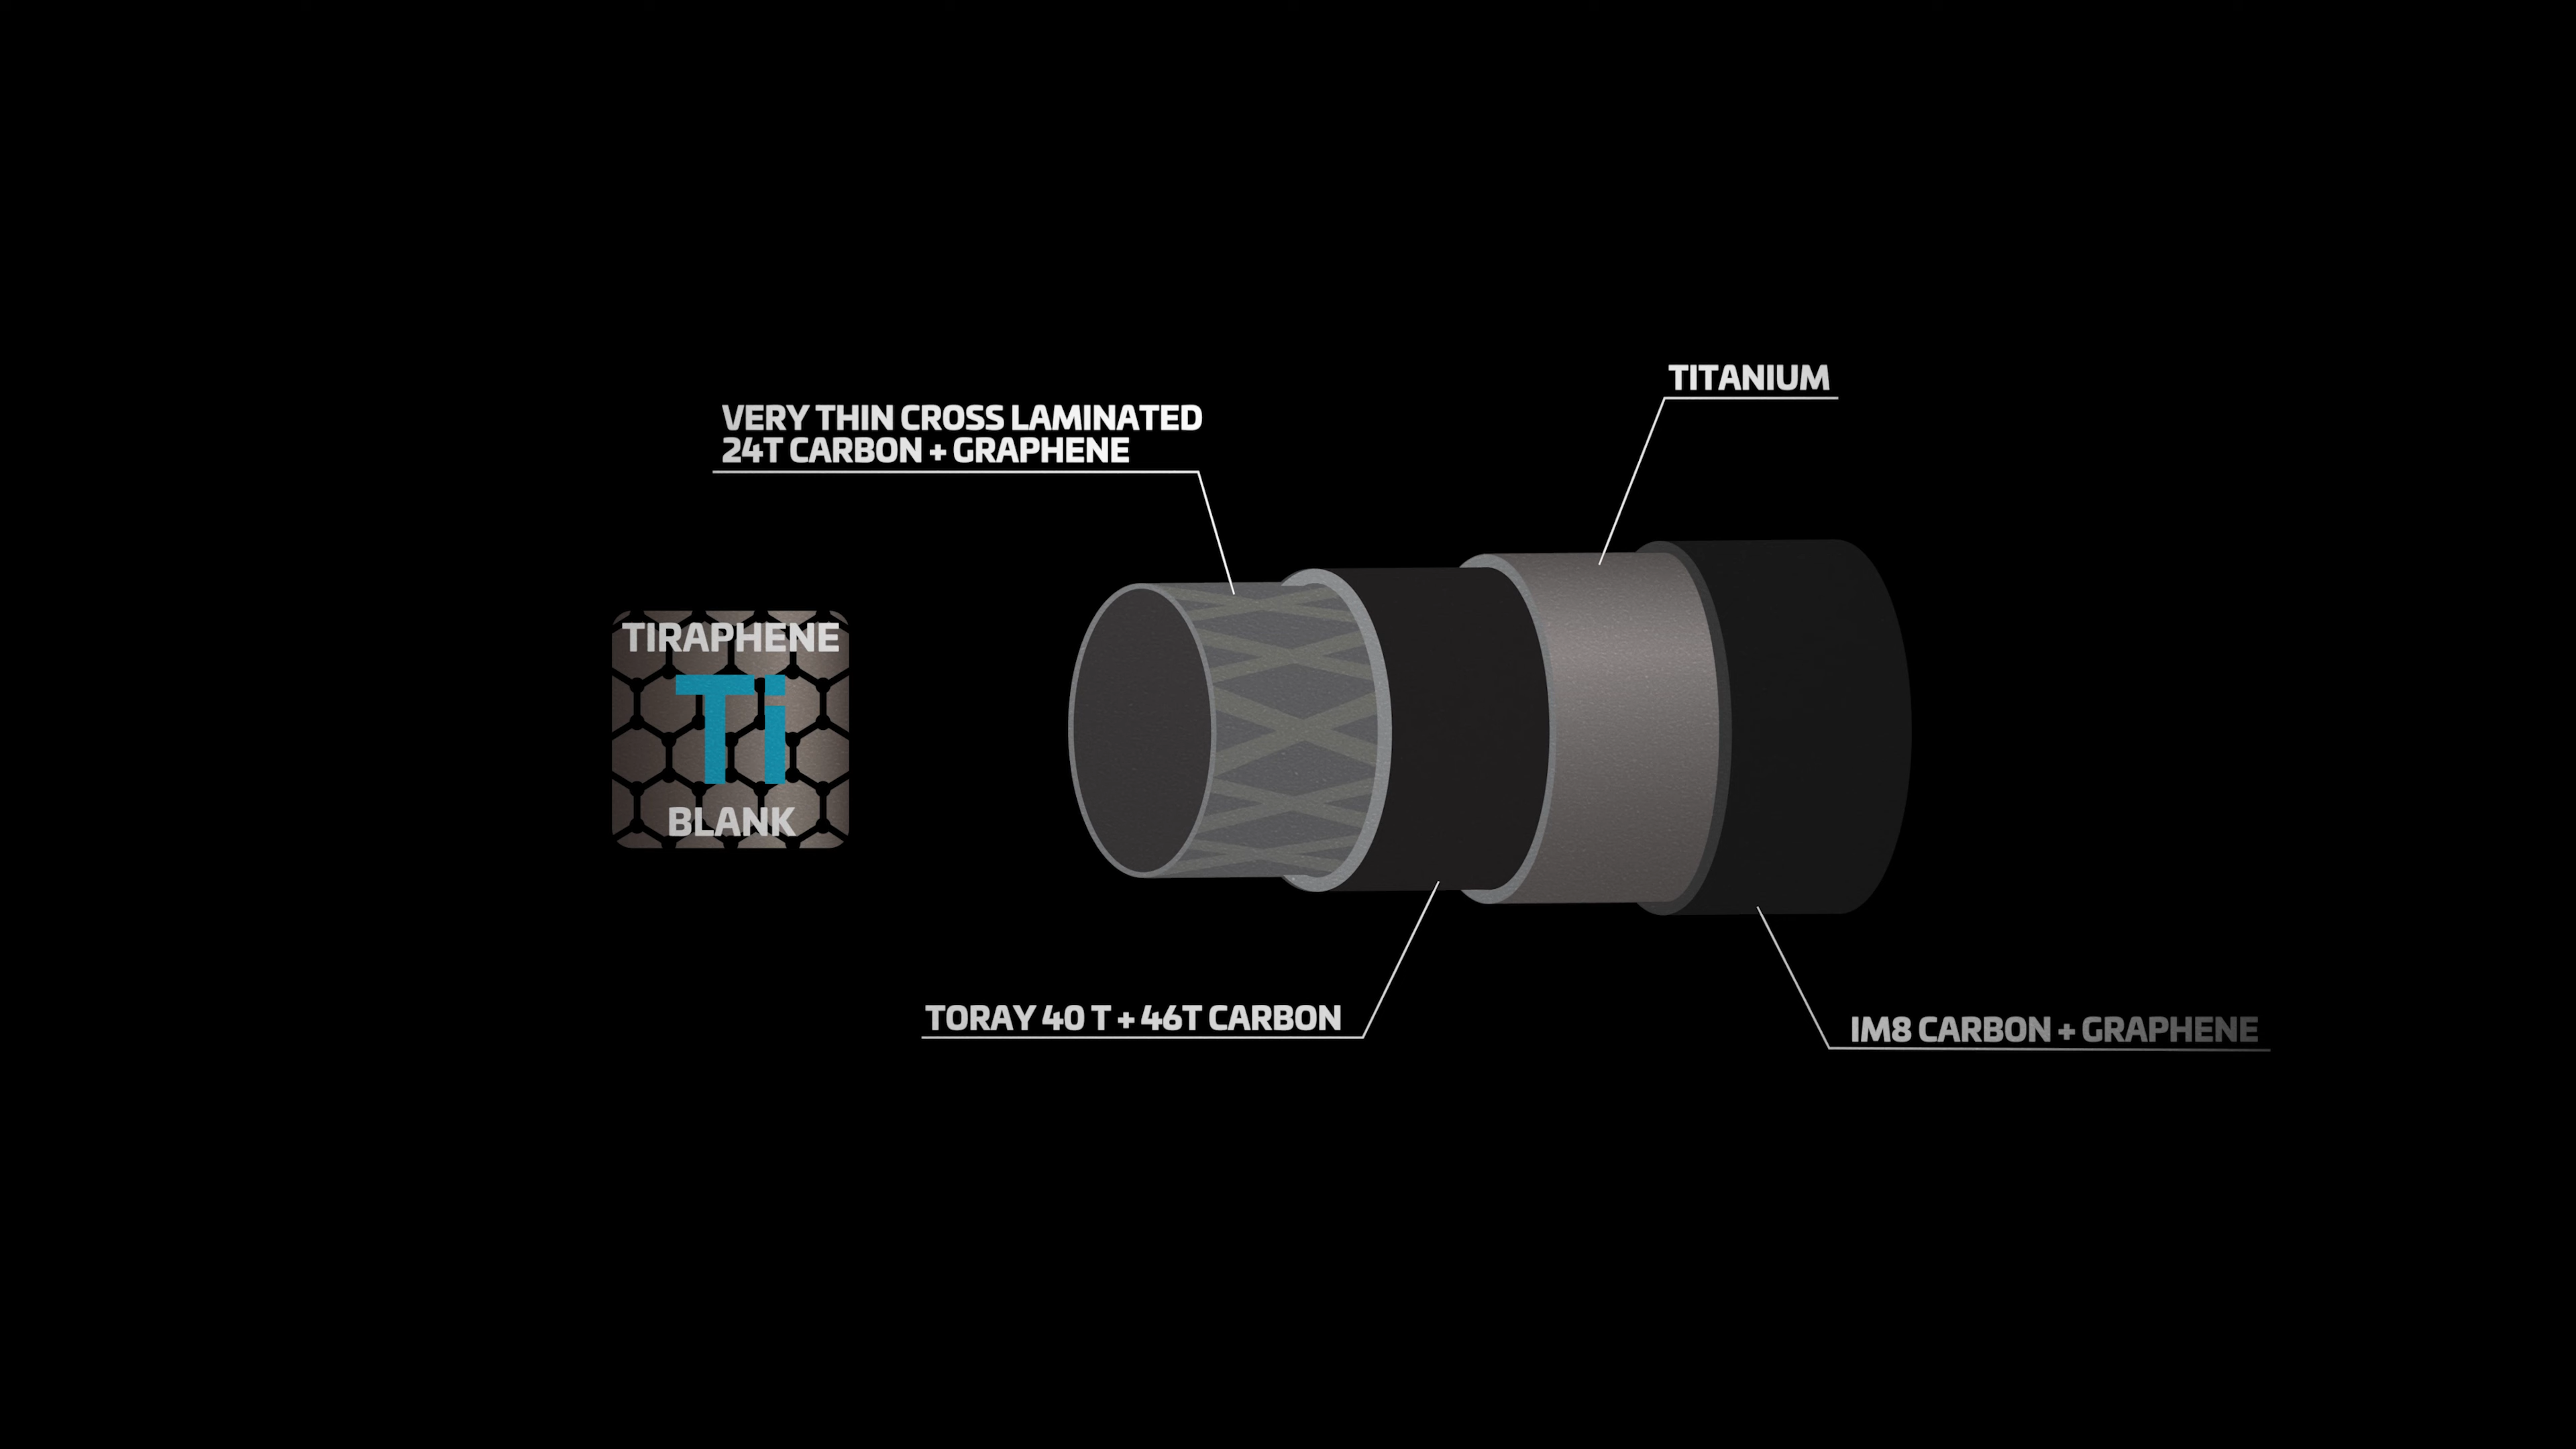 VERY THIN CROSS LAMINATED
24T CARBON + GRAPHENE
TITANIUM
TIRAPHENE
Ti
BLANK
TORAY 40 T + 46T CARBON
IM8 CARBON + GRAPHENE